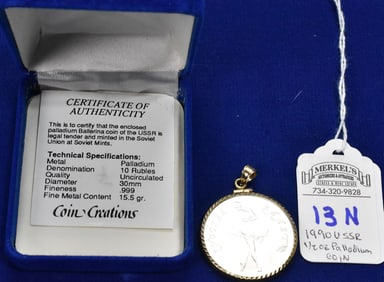 CERTIFICATE OF
AUTHENTICITY
This is to certify that the enclosed
palladium Ballerina coin of the USSR is
legal tender and minted in the Soviet
Union at Soviet Mints.
Technical Specifications:
Metal Palladium
Denomination 10 Rubles
Quality Uncirculated
Diameter 30mm
Fineness .999
Fine Metal Content 15.5 gr.
Coin Creations
MERKEL'S
734-320-9828
13 N
1990 USSR
1/2 oz Palladium
COIN